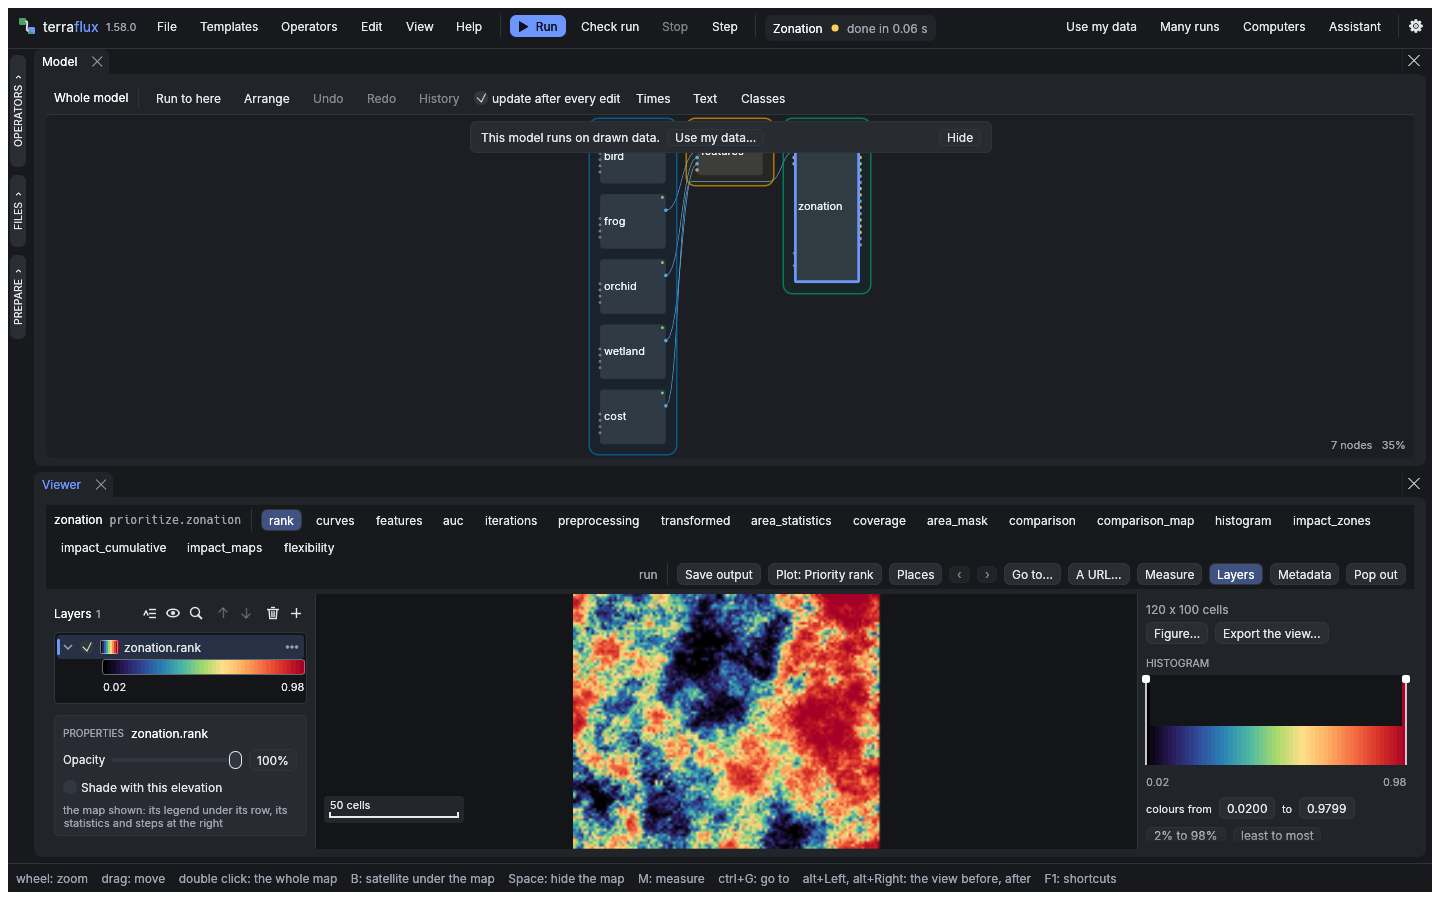 terraflux 1.58.0 File Templates Operators Edit View Help Run Check run Stop Step Zonation done in 0.06 s Use my data Many runs Computers Assistant
Model
OPERATORS
FILES
PREPARE
Whole model Run to here Arrange Undo Redo History update after every edit Times Text Classes
This model runs on drawn data. Use my data... Hide
bird
features
frog
zonation
orchid
wetland
cost
7 nodes 35%
Viewer
zonation prioritize.zonation rank curves features auc iterations preprocessing transformed area_statistics coverage area_mask comparison comparison_map histogram impact_zones
impact_cumulative impact_maps flexibility
run Save output Plot: Priority rank Places ‹ › Go to... A URL... Measure Layers Metadata Pop out
Layers 1
zonation.rank
0.02 0.98
PROPERTIES zonation.rank
Opacity 100%
Shade with this elevation
the map shown: its legend under its row, its
statistics and steps at the right
50 cells
120 x 100 cells
Figure... Export the view...
HISTOGRAM
0.02 0.98
colours from 0.0200 to 0.9799
2% to 98% least to most
wheel: zoom drag: move double click: the whole map B: satellite under the map Space: hide the map M: measure ctrl+G: go to alt+Left, alt+Right: the view before, after F1: shortcuts